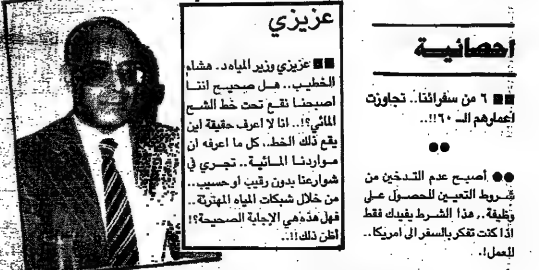 احصائية
■■ ٦ من سفرائنا.. تجاوزت
أعمارهم الـ ٦٠!!..
●●
●● أصبح عدم التدخين من
شروط التعيين للحصول على
وظيفة.. هذا الشرط يفيدك فقط
اذا كنت تفكر بالسفر الى امريكا..
للعمل!.
عزيزي
■■ عزيزي وزير المياه د. هشام
الخطيب.. هل صحيح اننا
اصبحنا نقع تحت خط الشح
المائي؟!.. انا لا اعرف حقيقة اين
يقع ذلك الخط.. كل ما اعرفه ان
مواردنا المائية.. تجري في
شوارعنا بدون رقيب او حسيب..
من خلال شبكات المياه المهترئة..
فهل هذه هي الإجابة الصحيحة؟!
اظن ذلك!!..